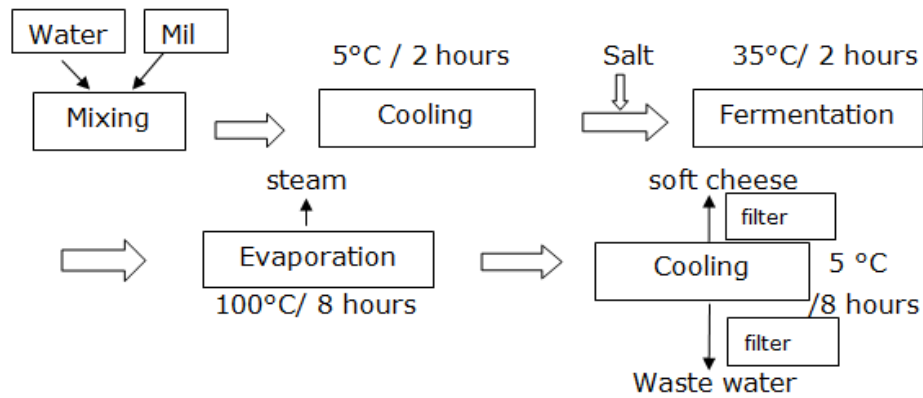 Water
Mil
5°C / 2 hours
Salt
35°C/ 2 hours
Mixing
Cooling
Fermentation
steam
soft cheese
filter
Evaporation
Cooling
5 °C
100°C/ 8 hours
/8 hours
filter
Waste water